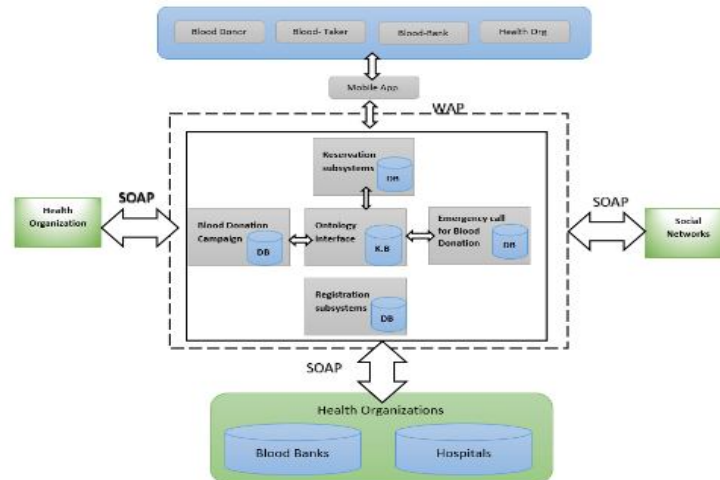 Blood Donor
Blood- Taker
Blood-Bank
Health Org
Mobile App
WAP
Reservation
subsystems
DB
SOAP
SOAP
Health
Organization
Blood Donation
Campaign
DB
Ontology
Interface
K.B
Emergency call
for Blood
Donation
DB
Social
Networks
Registration
subsystems
DB
SOAP
Health Organizations
Blood Banks
Hospitals